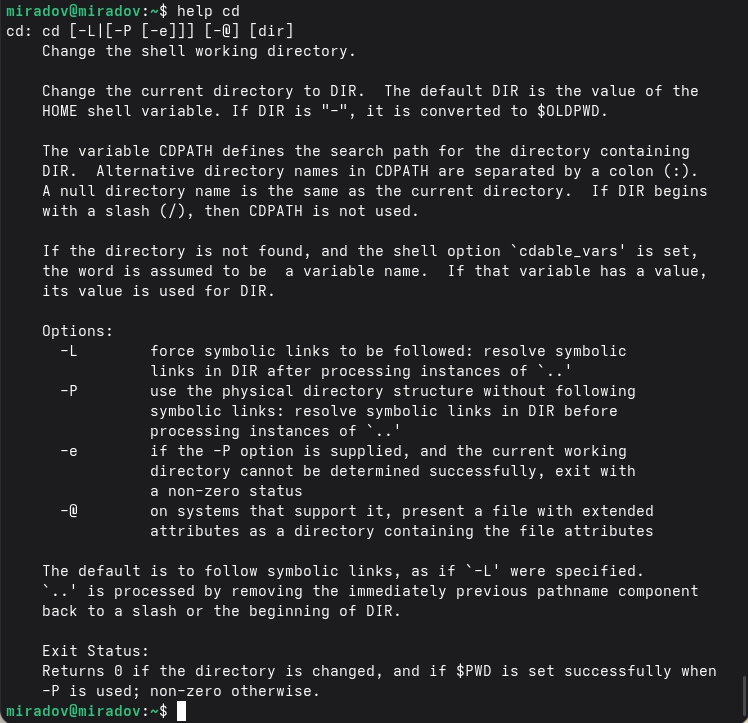 miradov@miradov:~$ help cd
cd: cd [-L|[-P [-e]]] [-@] [dir]
    Change the shell working directory.

    Change the current directory to DIR.  The default DIR is the value of the
    HOME shell variable. If DIR is "-", it is converted to $OLDPWD.

    The variable CDPATH defines the search path for the directory containing
    DIR.  Alternative directory names in CDPATH are separated by a colon (:).
    A null directory name is the same as the current directory.  If DIR begins
    with a slash (/), then CDPATH is not used.

    If the directory is not found, and the shell option `cdable_vars' is set,
    the word is assumed to be  a variable name.  If that variable has a value,
    its value is used for DIR.

    Options:
      -L        force symbolic links to be followed: resolve symbolic
                links in DIR after processing instances of `..'
      -P        use the physical directory structure without following
                symbolic links: resolve symbolic links in DIR before
                processing instances of `..'
      -e        if the -P option is supplied, and the current working
                directory cannot be determined successfully, exit with
                a non-zero status
      -@        on systems that support it, present a file with extended
                attributes as a directory containing the file attributes

    The default is to follow symbolic links, as if `-L' were specified.
    `..' is processed by removing the immediately previous pathname component
    back to a slash or the beginning of DIR.

    Exit Status:
    Returns 0 if the directory is changed, and if $PWD is set successfully when
    -P is used; non-zero otherwise.
miradov@miradov:~$